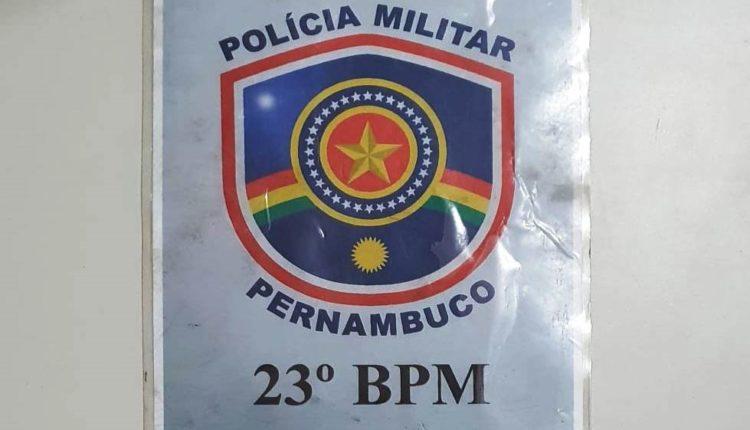 POLÍCIA MILITAR
PERNAMBUCO
23º BPM